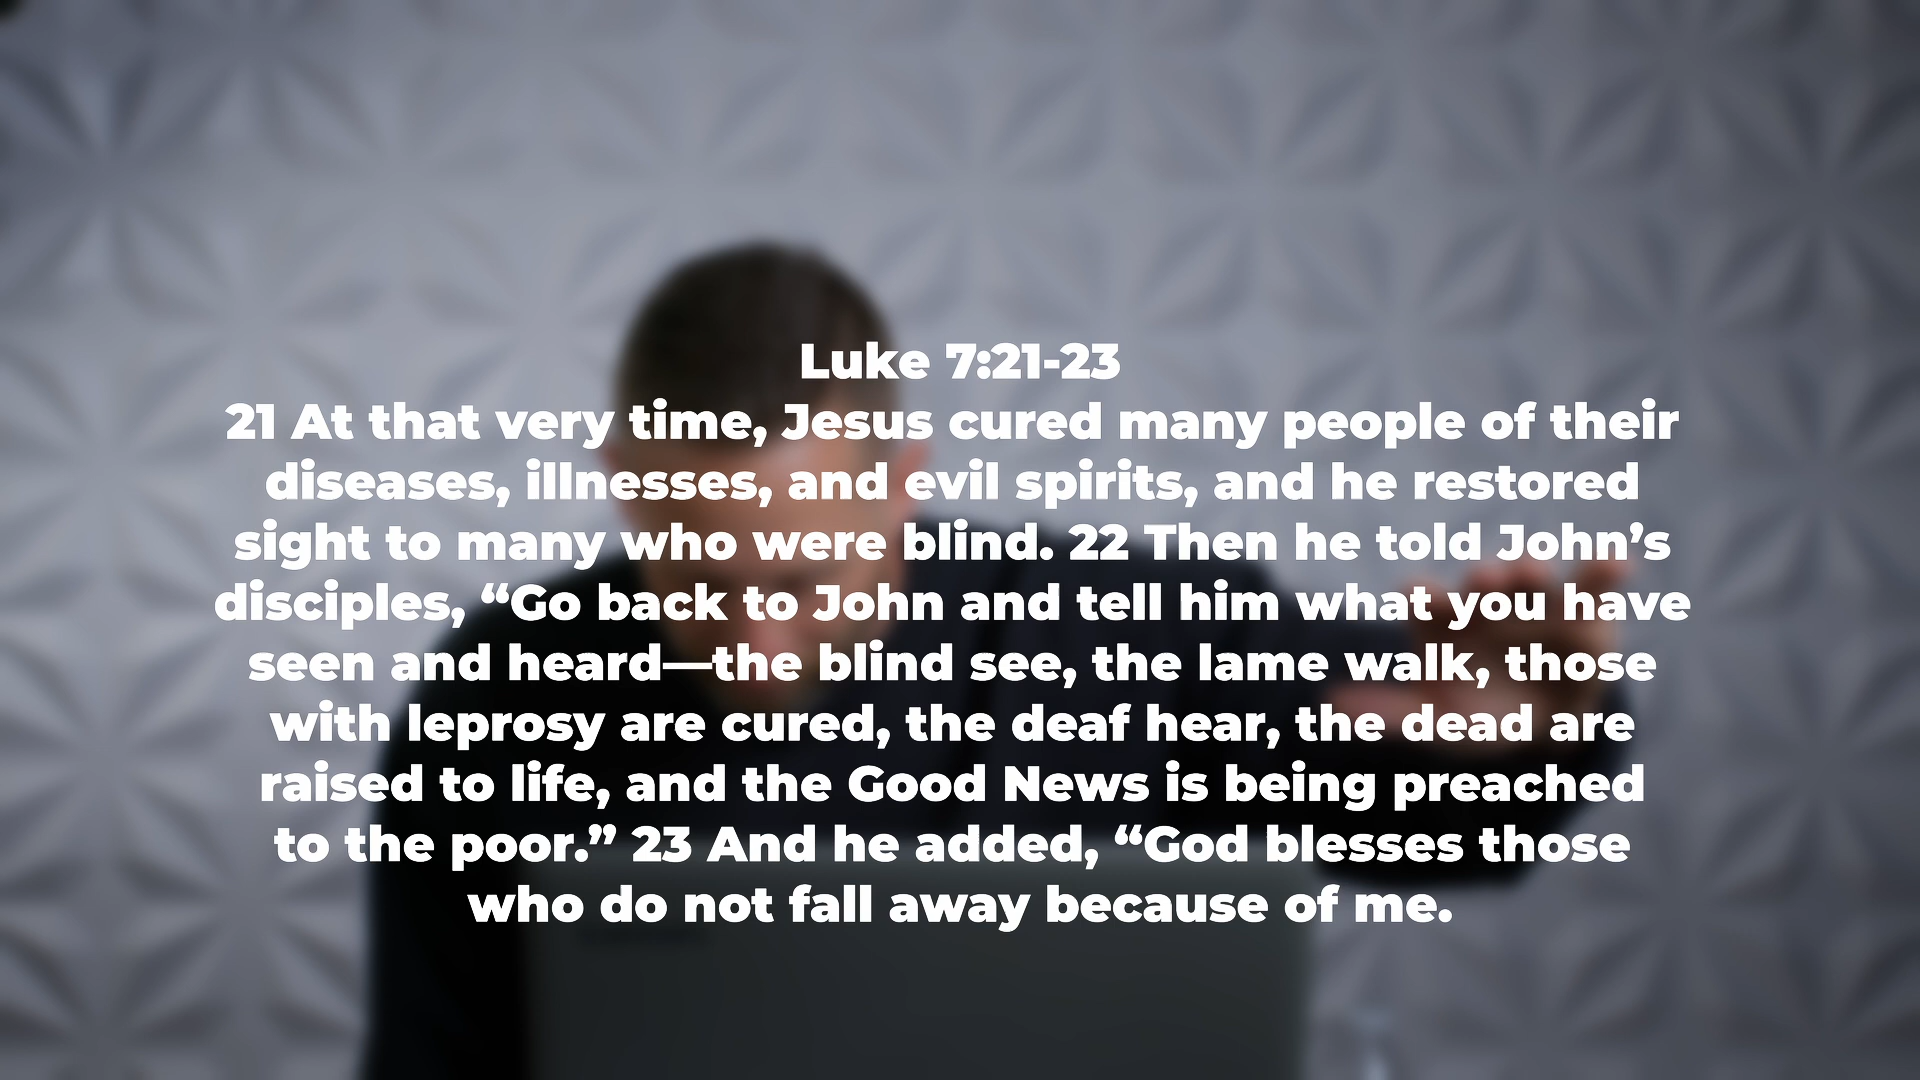 Luke 7:21-23
21 At that very time, Jesus cured many people of their
diseases, illnesses, and evil spirits, and he restored
sight to many who were blind. 22 Then he told John’s
disciples, “Go back to John and tell him what you have
seen and heard—the blind see, the lame walk, those
with leprosy are cured, the deaf hear, the dead are
raised to life, and the Good News is being preached
to the poor.” 23 And he added, “God blesses those
who do not fall away because of me.